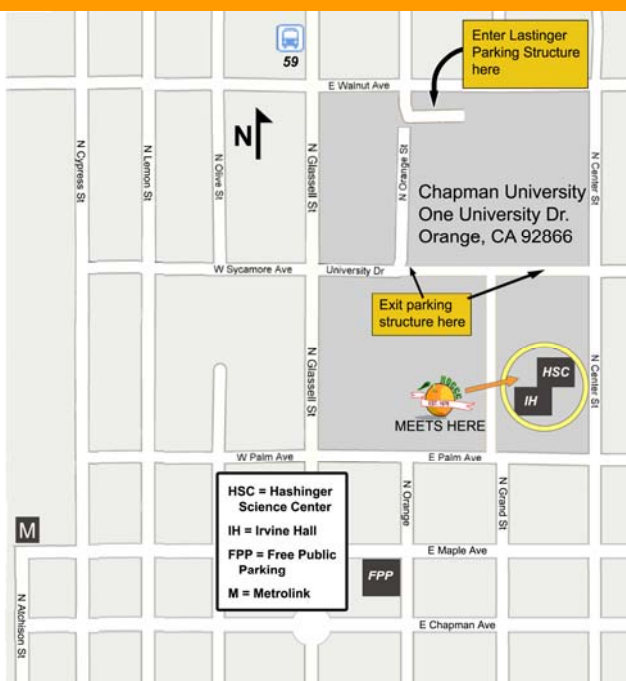 Enter Lastinger
Parking Structure
here
59
E Walnut Ave
N
N Cypress St
N Lemon St
N Olive St
N Glassell St
N Orange St
N Center St
Chapman University
One University Dr.
Orange, CA 92866
W Sycamore Ave
University Dr
Exit parking
structure here
N Glassell St
HSC
IH
N Center St
MEETS HERE
W Palm Ave
E Palm Ave
HSC = Hashinger
Science Center
IH = Irvine Hall
FPP = Free Public
Parking
M = Metrolink
N Orange
N Grand St
M
E Maple Ave
FPP
N Atchison St
E Chapman Ave